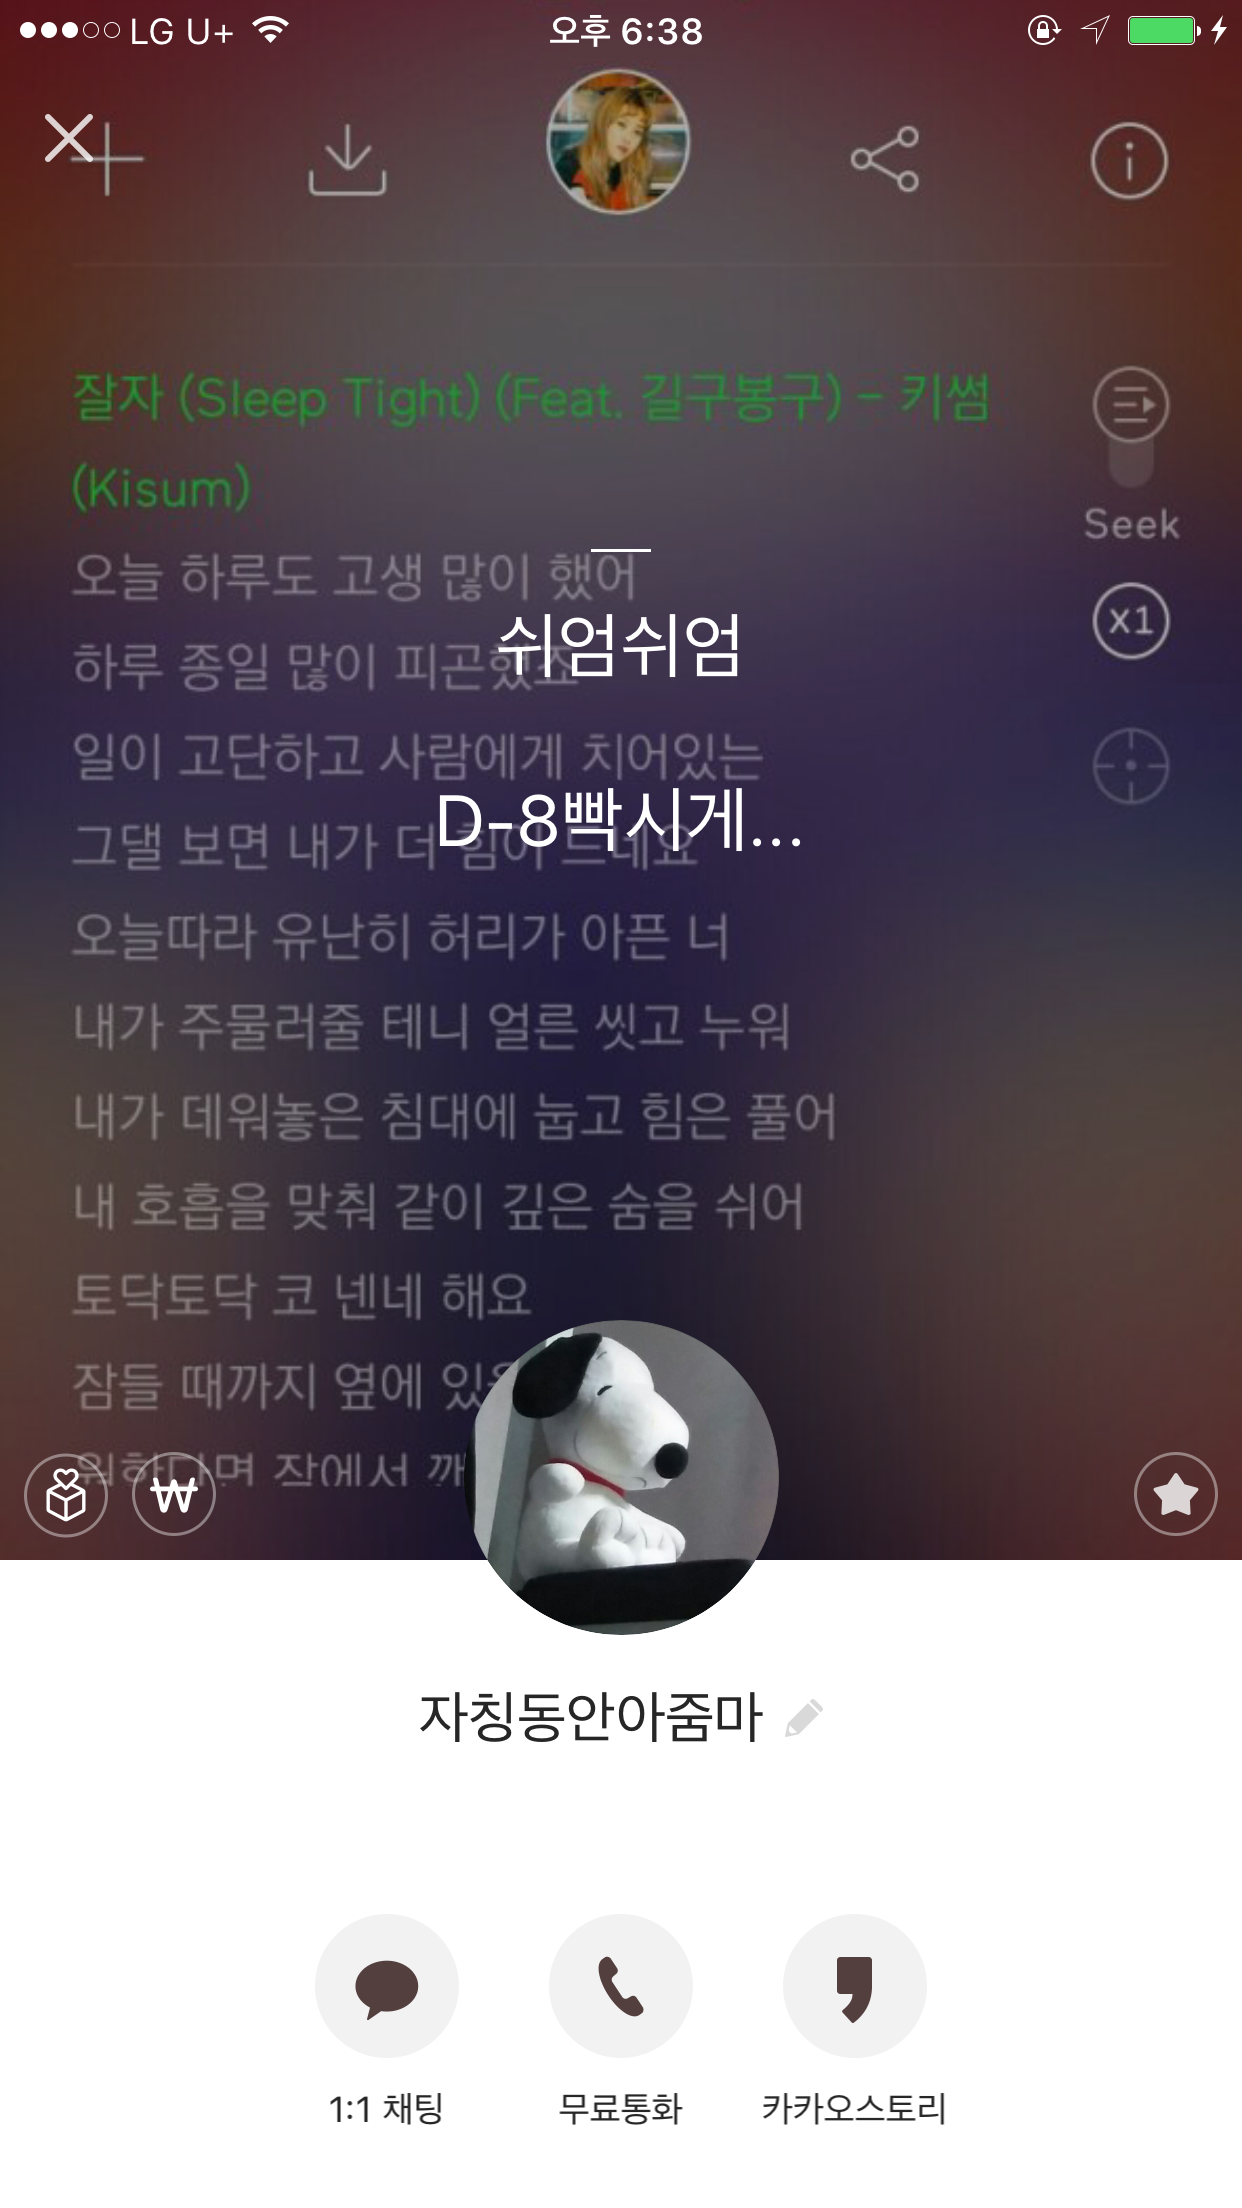 LG U+ 오후 6:38
잘자 (Sleep Tight) (Feat. 길구봉구) - 키썸
(Kisum)
Seek
오늘 하루도 고생 많이 했어
쉬엄쉬엄
x1
하루 종일 많이 피곤했죠
일이 고단하고 사람에게 치어있는
D-8빡시게...
그댈 보면 내가 더 힘이 드네요
오늘따라 유난히 허리가 아픈 너
내가 주물러줄 테니 얼른 씻고 누워
내가 데워놓은 침대에 눕고 힘은 풀어
내 호흡을 맞춰 같이 깊은 숨을 쉬어
토닥토닥 코 넨네 해요
잠들 때까지 옆에
자칭동안아줌마
1:1 채팅
무료통화
카카오스토리